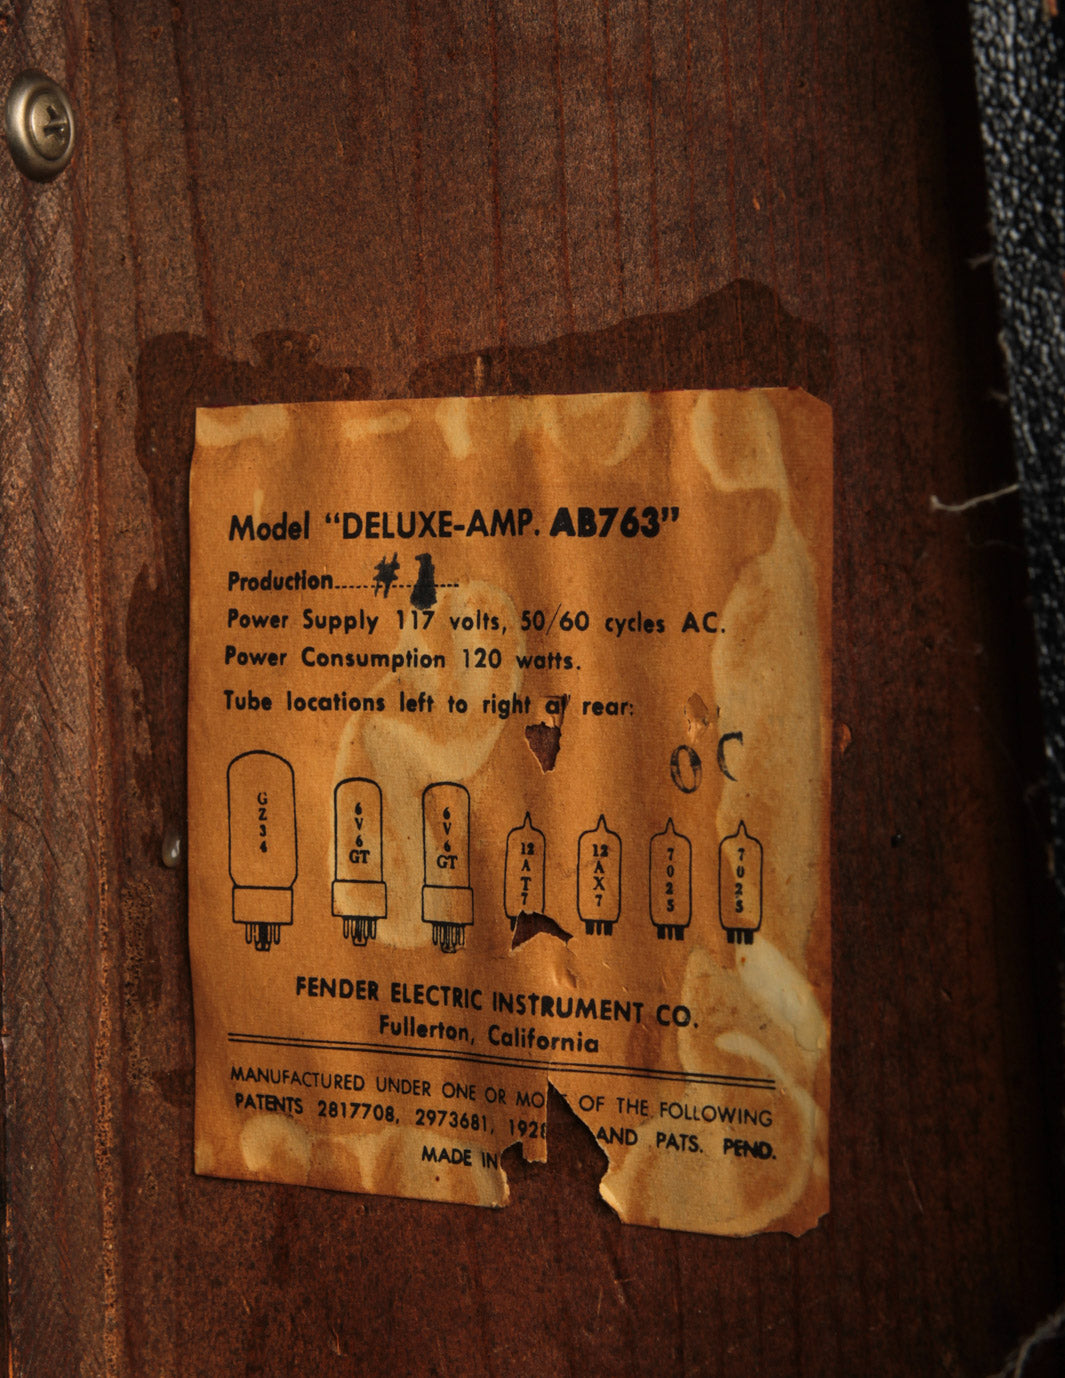 Model "DELUXE-AMP. AB763"
Production....#.1....
Power Supply 117 volts, 50/60 cycles AC.
Power Consumption 120 watts.
Tube locations left to right at rear:
O C
GZ34
6V6GT
6V6GT
12AT7
12AX7
7025
7025
FENDER ELECTRIC INSTRUMENT CO.
Fullerton, California
MANUFACTURED UNDER ONE OR MORE OF THE FOLLOWING
PATENTS 2817708, 2973681, 192 AND PATS. PEND.
MADE IN